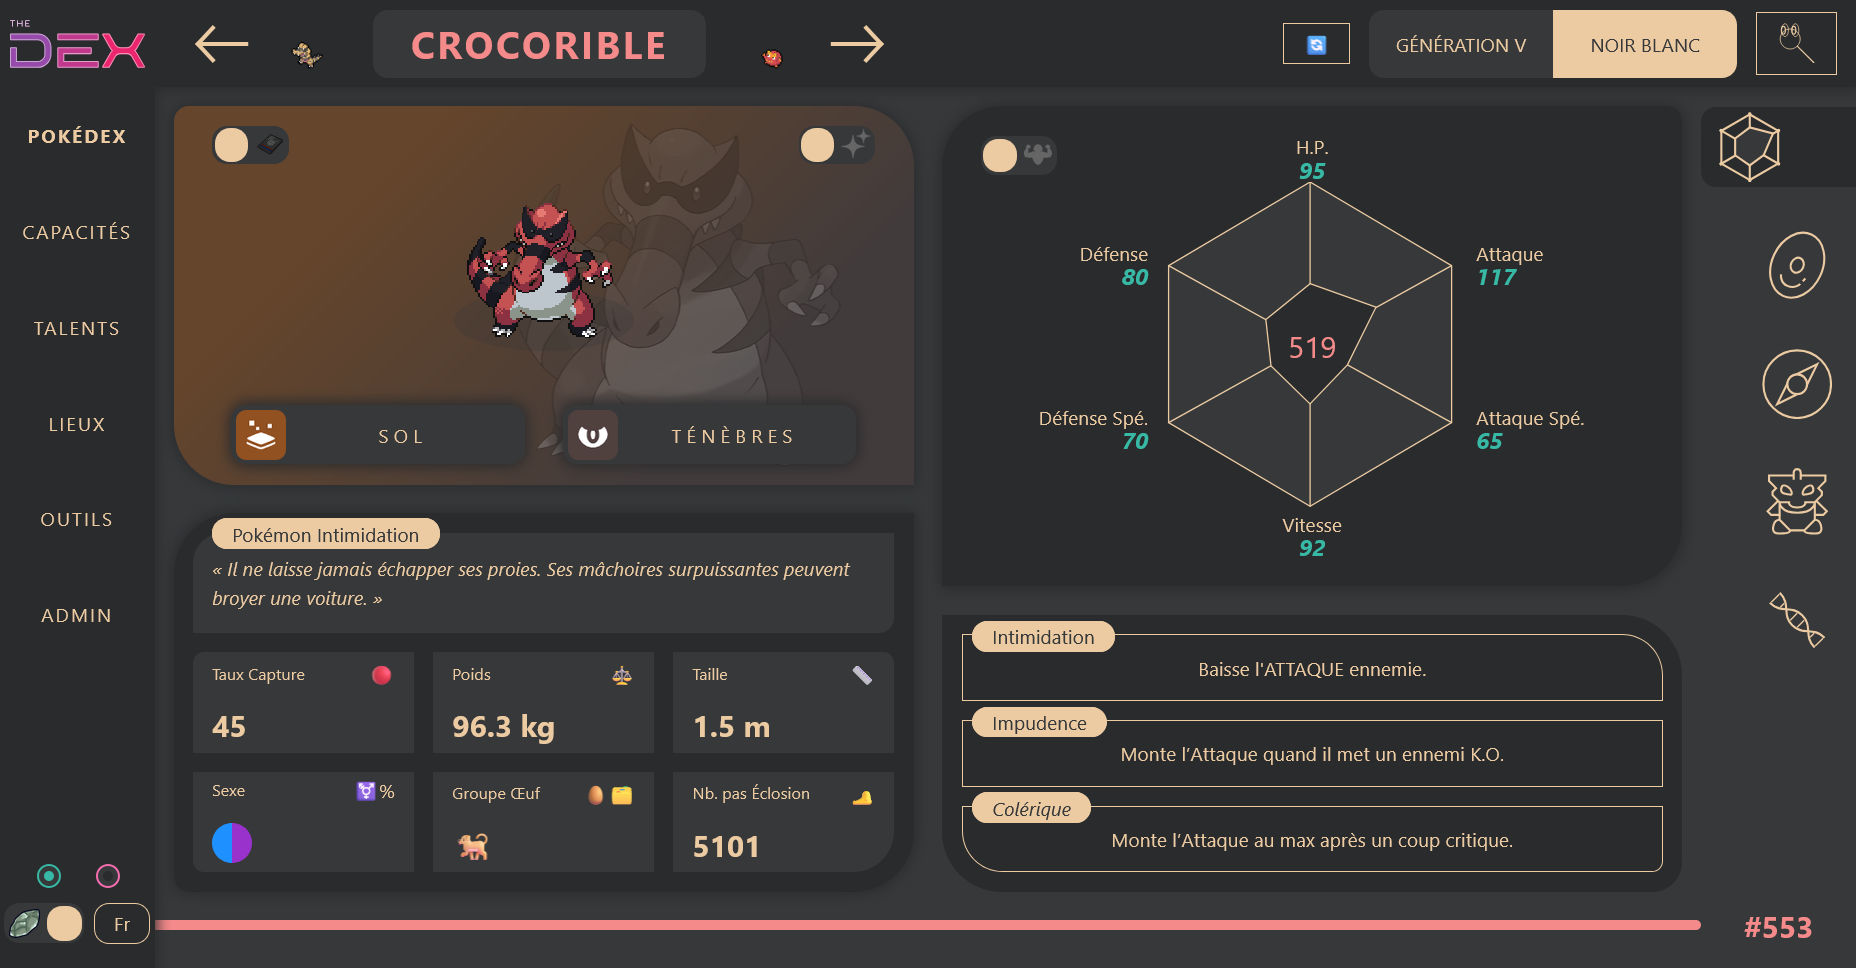 THE
DEX
CROCORIBLE
GÉNÉRATION V
NOIR BLANC
POKÉDEX
CAPACITÉS
TALENTS
LIEUX
OUTILS
ADMIN
Fr
SOL
TÉNÈBRES
Pokémon Intimidation
« Il ne laisse jamais échapper ses proies. Ses mâchoires surpuissantes peuvent
broyer une voiture. »
Taux Capture
45
Poids
96.3 kg
Taille
1.5 m
Sexe
%
Groupe Œuf
Nb. pas Éclosion
5101
H.P.
95
Défense
80
Attaque
117
519
Défense Spé.
70
Attaque Spé.
65
Vitesse
92
Intimidation
Baisse l'ATTAQUE ennemie.
Impudence
Monte l’Attaque quand il met un ennemi K.O.
Colérique
Monte l’Attaque au max après un coup critique.
#553